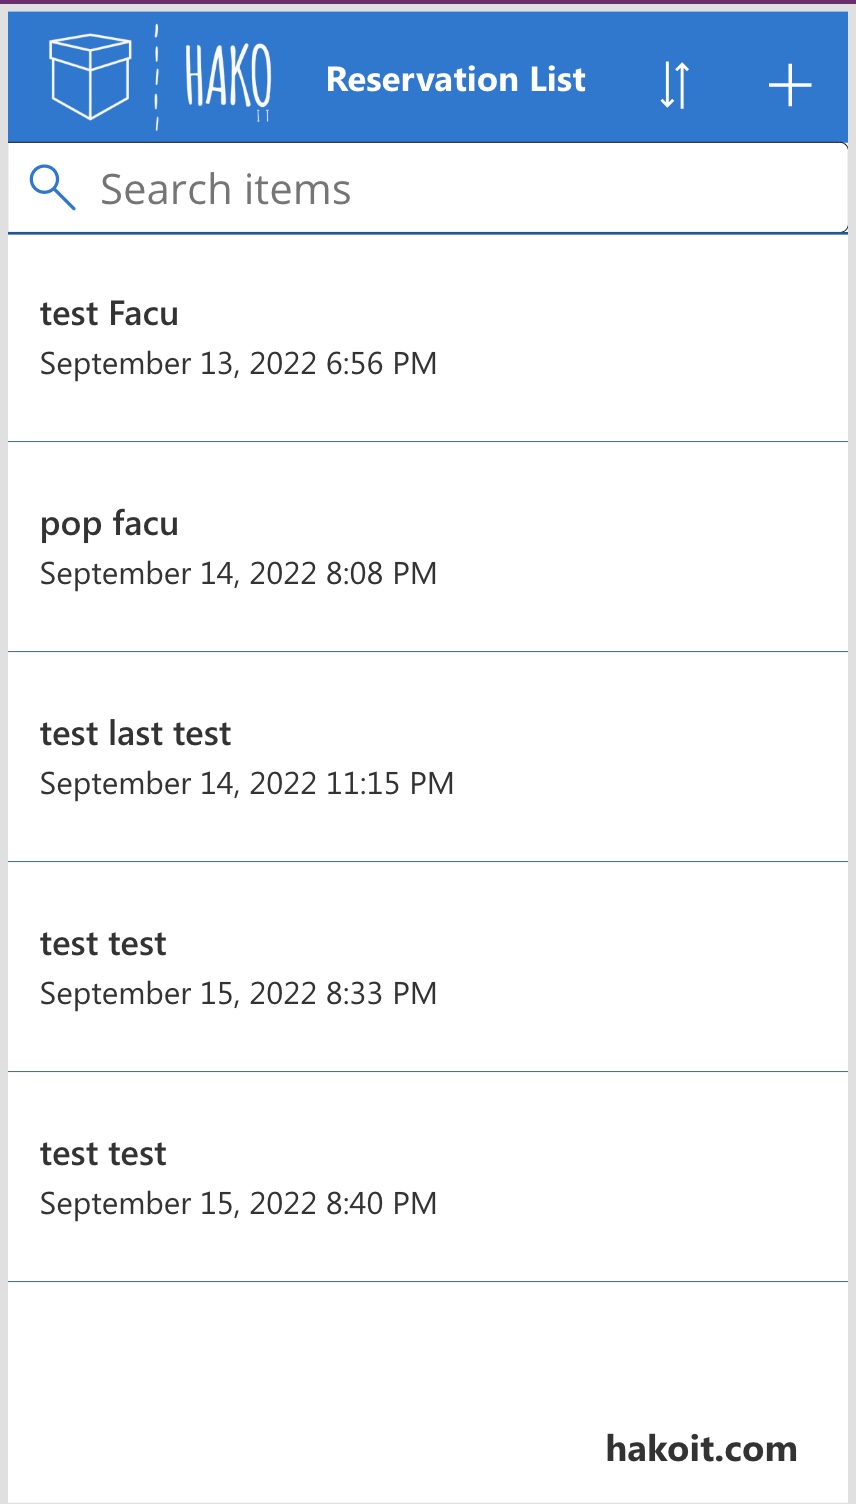 HAKO
IT
Reservation List
Search items
test Facu
September 13, 2022 6:56 PM
pop facu
September 14, 2022 8:08 PM
test last test
September 14, 2022 11:15 PM
test test
September 15, 2022 8:33 PM
test test
September 15, 2022 8:40 PM
hakoit.com